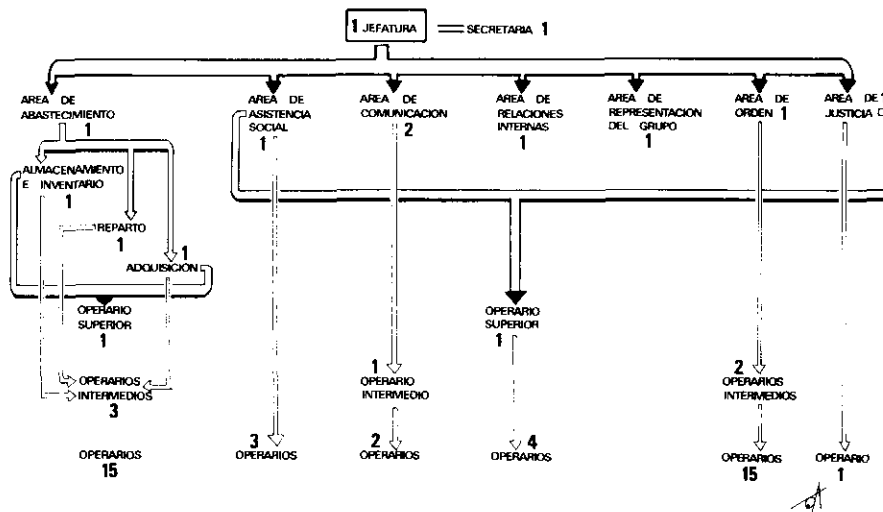 1 JEFATURA SECRETARIA 1
AREA DE ABASTECIMIENTO
1
AREA DE ASISTENCIA SOCIAL
1
AREA DE COMUNICACION
2
AREA DE RELACIONES INTERNAS
1
AREA DE REPRESENTACION DEL GRUPO
1
AREA DE ORDEN 1
AREA DE JUSTICIA
ALMACENAMIENTO E INVENTARIO
1
REPARTO
1
1
ADQUISICION
OPERARIO SUPERIOR
1
OPERARIO SUPERIOR
1
OPERARIOS INTERMEDIOS
3
1
OPERARIO INTERMEDIO
2
OPERARIOS INTERMEDIOS
OPERARIOS
15
3
OPERARIOS
2
OPERARIOS
4
OPERARIOS
OPERARIOS
15
OPERARIO
1